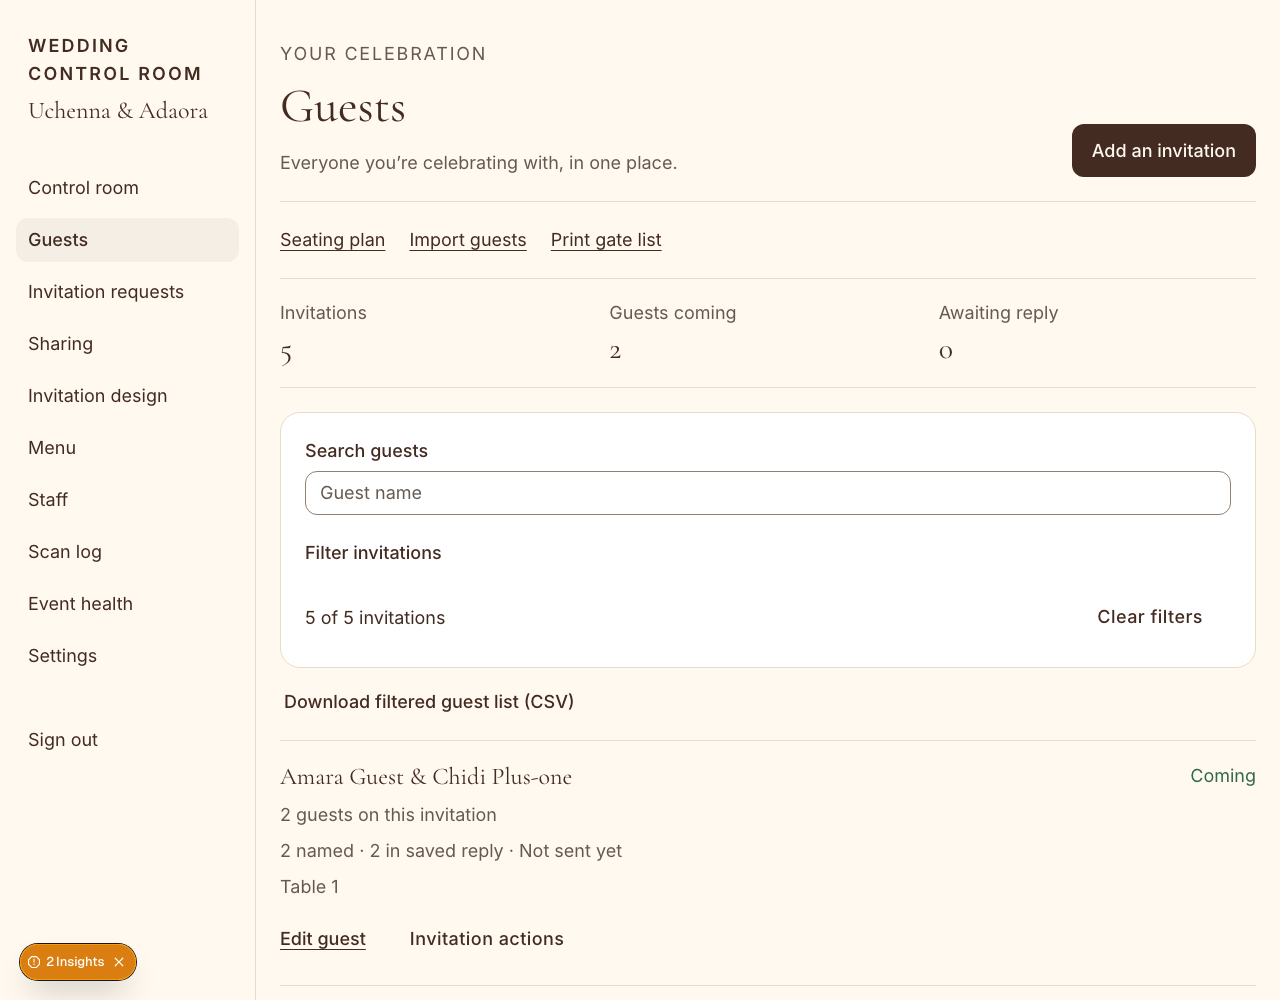 WEDDING
CONTROL ROOM
Uchenna & Adaora
Control room
Guests
Invitation requests
Sharing
Invitation design
Menu
Staff
Scan log
Event health
Settings
Sign out
2 Insights
YOUR CELEBRATION
Guests
Everyone you’re celebrating with, in one place.
Add an invitation
Seating plan Import guests Print gate list
Invitations Guests coming Awaiting reply
5 2 0
Search guests
Guest name
Filter invitations
5 of 5 invitations Clear filters
Download filtered guest list (CSV)
Amara Guest & Chidi Plus-one Coming
2 guests on this invitation
2 named · 2 in saved reply · Not sent yet
Table 1
Edit guest Invitation actions